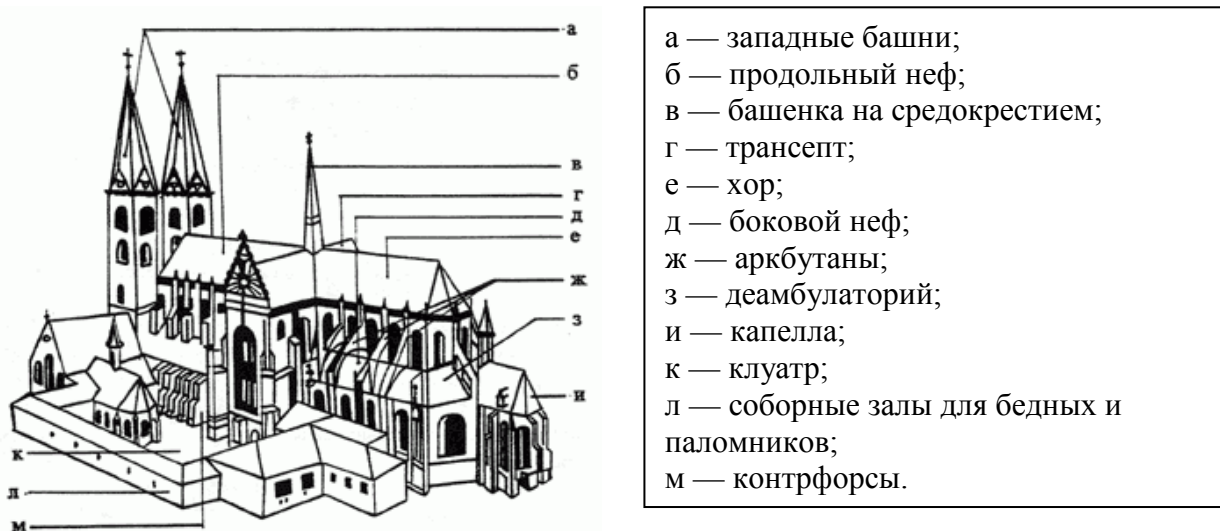 а
б
в
г
д
е
ж
з
и
к
л
м
а — западные башни;
б — продольный неф;
в — башенка на средокрестием;
г — трансепт;
е — хор;
д — боковой неф;
ж — аркбутаны;
з — деамбулаторий;
и — капелла;
к — клуатр;
л — соборные залы для бедных и
паломников;
м — контрфорсы.